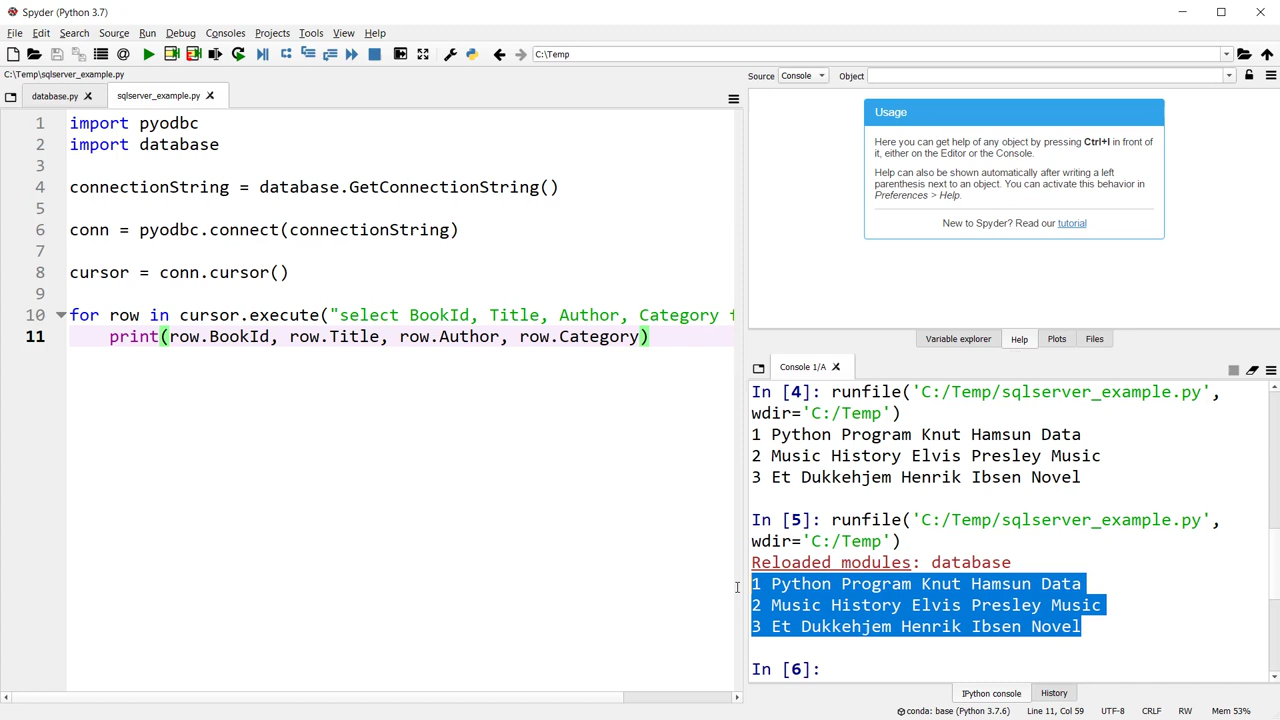 Spyder (Python 3.7)
File Edit Search Source Run Debug Consoles Projects Tools View Help
C:\Temp
C:\Temp\sqlserver_example.py
database.py sqlserver_example.py
1 import pyodbc
2 import database
3
4 connectionString = database.GetConnectionString()
5
6 conn = pyodbc.connect(connectionString)
7
8 cursor = conn.cursor()
9
10 for row in cursor.execute("select BookId, Title, Author, Category f
11 print(row.BookId, row.Title, row.Author, row.Category)
Source Console Object
Usage
Here you can get help of any object by pressing Ctrl+I in front of
it, either on the Editor or the Console.
Help can also be shown automatically after writing a left
parenthesis next to an object. You can activate this behavior in
Preferences > Help.
New to Spyder? Read our tutorial
Variable explorer Help Plots Files
Console 1/A
In [4]: runfile('C:/Temp/sqlserver_example.py',
wdir='C:/Temp')
1 Python Program Knut Hamsun Data
2 Music History Elvis Presley Music
3 Et Dukkehjem Henrik Ibsen Novel
In [5]: runfile('C:/Temp/sqlserver_example.py',
wdir='C:/Temp')
Reloaded modules: database
1 Python Program Knut Hamsun Data
2 Music History Elvis Presley Music
3 Et Dukkehjem Henrik Ibsen Novel
In [6]:
IPython console History
conda: base (Python 3.7.6) Line 11, Col 59 UTF-8 CRLF RW Mem 53%